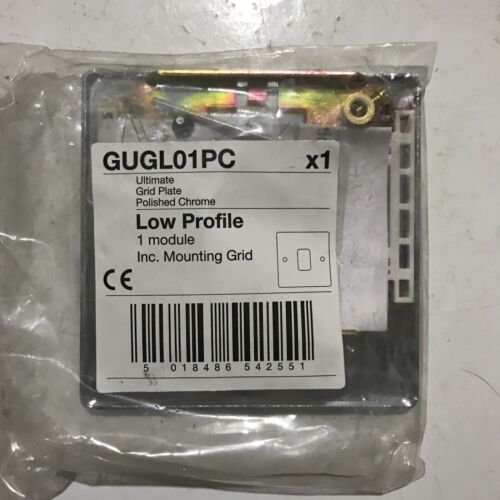 GUGL01PC x1
Ultimate
Grid Plate
Polished Chrome
Low Profile
1 module
Inc. Mounting Grid
CE
5 018486 542551